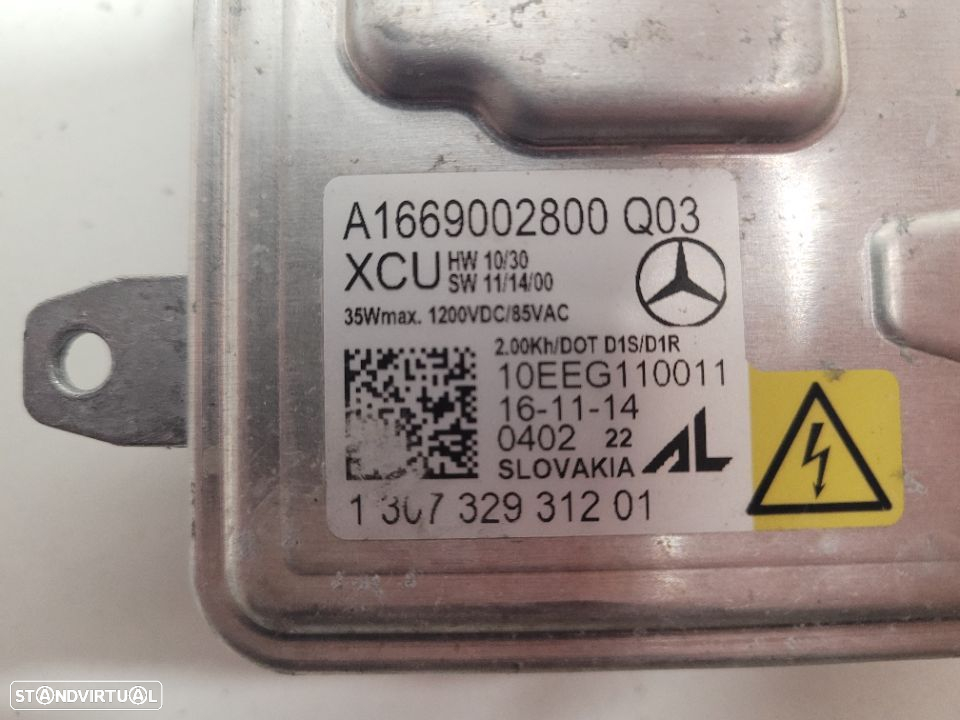 A1669002800 Q03
XCU HW 10/30
SW 11/14/00
35Wmax. 1200VDC/85VAC
2.00Kh/DOT D1S/D1R
10EEG110011
16-11-14
0402 22
SLOVAKIA AL
1 307 329 312 01
STANDVIRTUAL